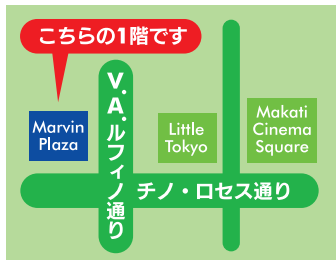 こちらの1階です
Marvin
Plaza
V.A.ルフィノ通り
Little
Tokyo
Makati
Cinema
Square
チノ・ロセス通り